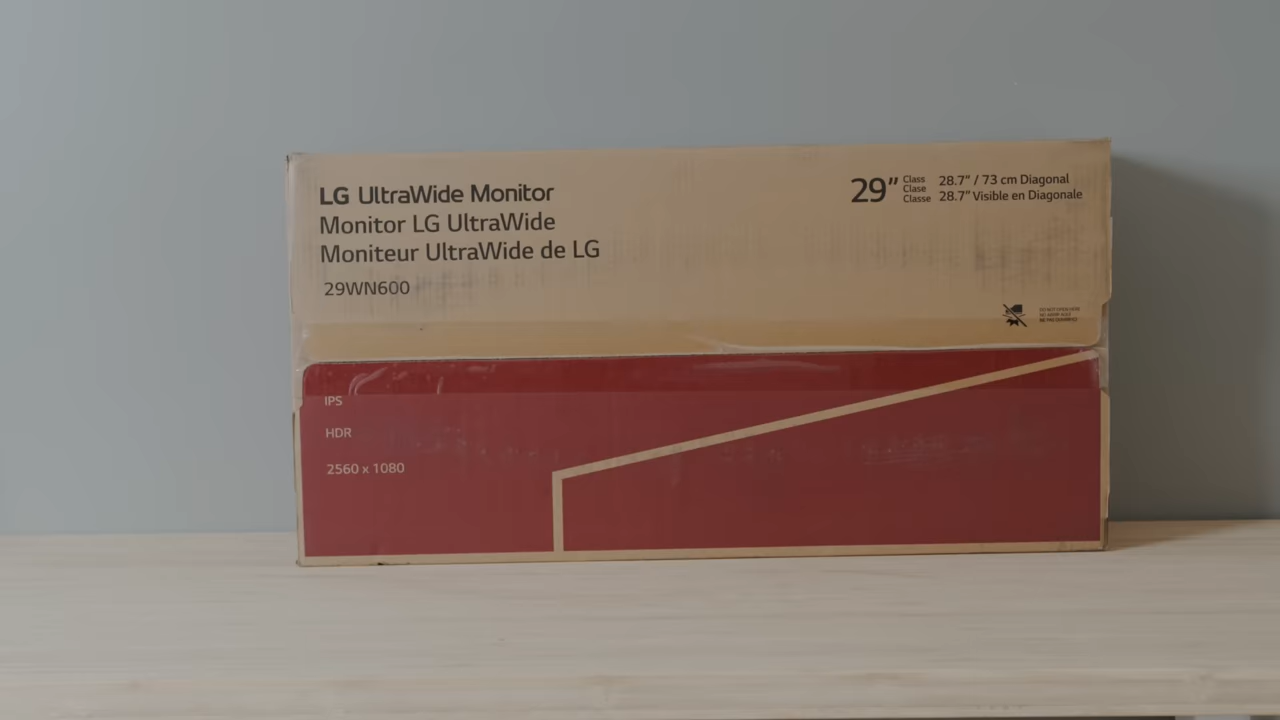 LG UltraWide Monitor
Monitor LG UltraWide
Moniteur UltraWide de LG
29WN600
29"
Class
Clase
Classe
28.7" / 73 cm Diagonal
28.7" Visible en Diagonale
IPS
HDR
2560 x 1080